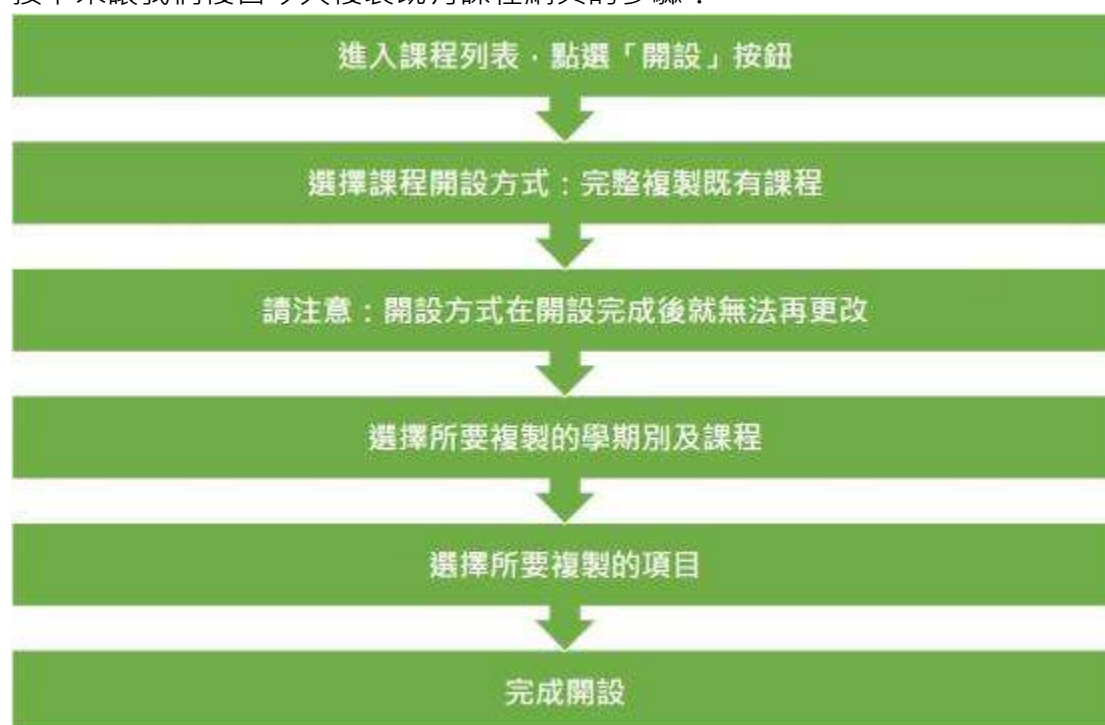 進入課程列表，點選「開設」按鈕
選擇課程開設方式：完整複製既有課程
請注意：開設方式在開設完成後就無法再更改
選擇所要複製的學期別及課程
選擇所要複製的項目
完成開設